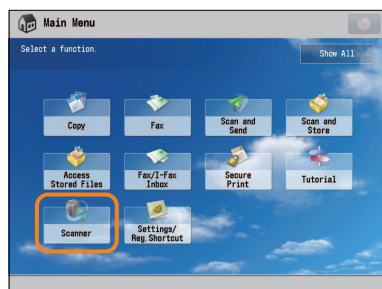 Main Menu
Select a function.
Show All
Copy
Fax
Scan and
Send
Scan and
Store
Access
Stored Files
Fax/I-Fax
Inbox
Secure
Print
Tutorial
Scanner
Settings/
Reg.Shortcut